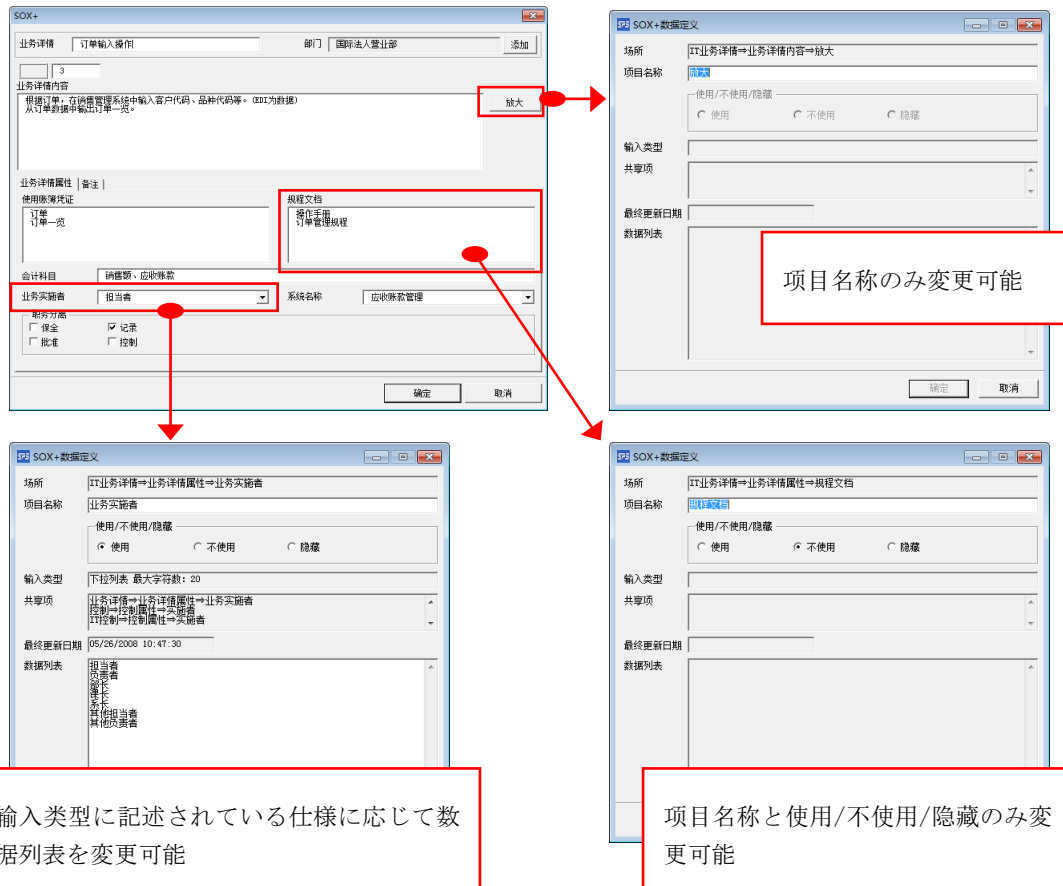 SOX+
业务详情 订单输入操作 部门 国际法人营业部 添加
3
业务详情内容
根据订单，在销售管理系统中输入客户代码、品种代码等。(EDI为数据)
从订单数据中输出订单一览。
放大
业务详情属性 备注
使用账簿凭证
订单
订单一览
规程文档
操作手册
订单管理规程
会计科目 销售额、应收账款
业务实施者 担当者 系统名称 应收账款管理
职务分离
保全 记录
批准 控制
确定 取消
SOX+数据定义
场所 IT业务详情⇒业务详情内容⇒放大
项目名称 放大
使用/不使用/隐藏
使用 不使用 隐藏
输入类型
共享项
最终更新日期
数据列表
项目名称のみ変更可能
确定 取消
SOX+数据定义
场所 IT业务详情⇒业务详情属性⇒业务实施者
项目名称 业务实施者
使用/不使用/隐藏
使用 不使用 隐藏
输入类型 下拉列表 最大字符数: 20
共享项 业务详情⇒业务详情属性⇒业务实施者
控制⇒控制属性⇒实施者
IT控制⇒控制属性⇒实施者
最终更新日期 05/26/2008 10:47:30
数据列表 担当者
负责者
部长
课长
系长
其他担当者
其他负责者
输入类型に記述されている仕様に応じて数
据列表を変更可能
SOX+数据定义
场所 IT业务详情⇒业务详情属性⇒规程文档
项目名称 规程文档
使用/不使用/隐藏
使用 不使用 隐藏
输入类型
共享项
最终更新日期
数据列表
项目名称と使用/不使用/隐藏のみ変
更可能